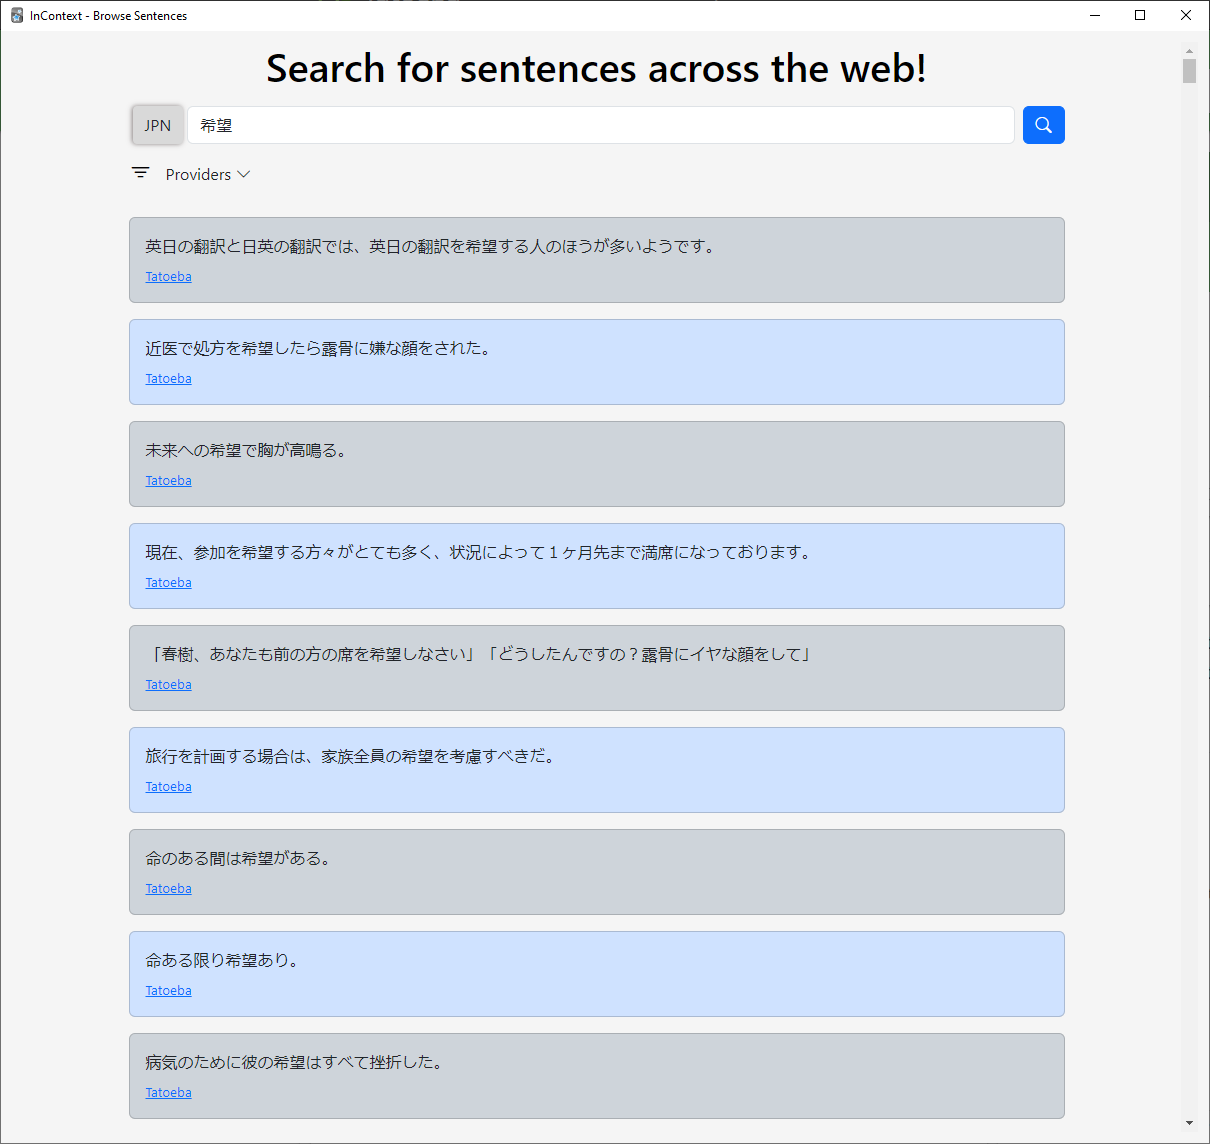 InContext - Browse Sentences
Search for sentences across the web!
JPN
希望
Providers
英日の翻訳と日英の翻訳では、英日の翻訳を希望する人のほうが多いようです。
Tatoeba
近医で処方を希望したら露骨に嫌な顔をされた。
Tatoeba
未来への希望で胸が高鳴る。
Tatoeba
現在、参加を希望する方々がとても多く、状況によって１ヶ月先まで満席になっております。
Tatoeba
「春樹、あなたも前の方の席を希望しなさい」「どうしたんですの？露骨にイヤな顔をして」
Tatoeba
旅行を計画する場合は、家族全員の希望を考慮すべきだ。
Tatoeba
命のある間は希望がある。
Tatoeba
命ある限り希望あり。
Tatoeba
病気のために彼の希望はすべて挫折した。
Tatoeba